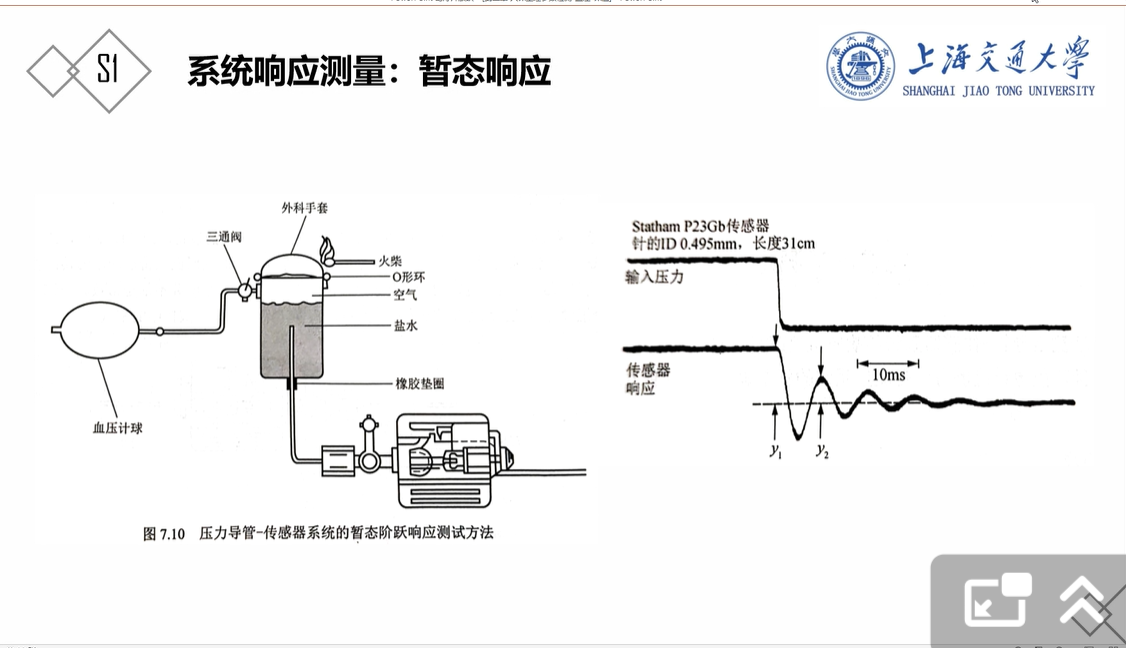 S1
系统响应测量：暂态响应
上海交通大学
SHANGHAI JIAO TONG UNIVERSITY
外科手套
三通阀
火柴
O形环
空气
盐水
橡胶垫圈
血压计球
图 7.10 压力导管-传感器系统的暂态阶跃响应测试方法
Statham P23Gb传感器
针的ID 0.495mm，长度31cm
输入压力
传感器
响应
10ms
y₁
y₂